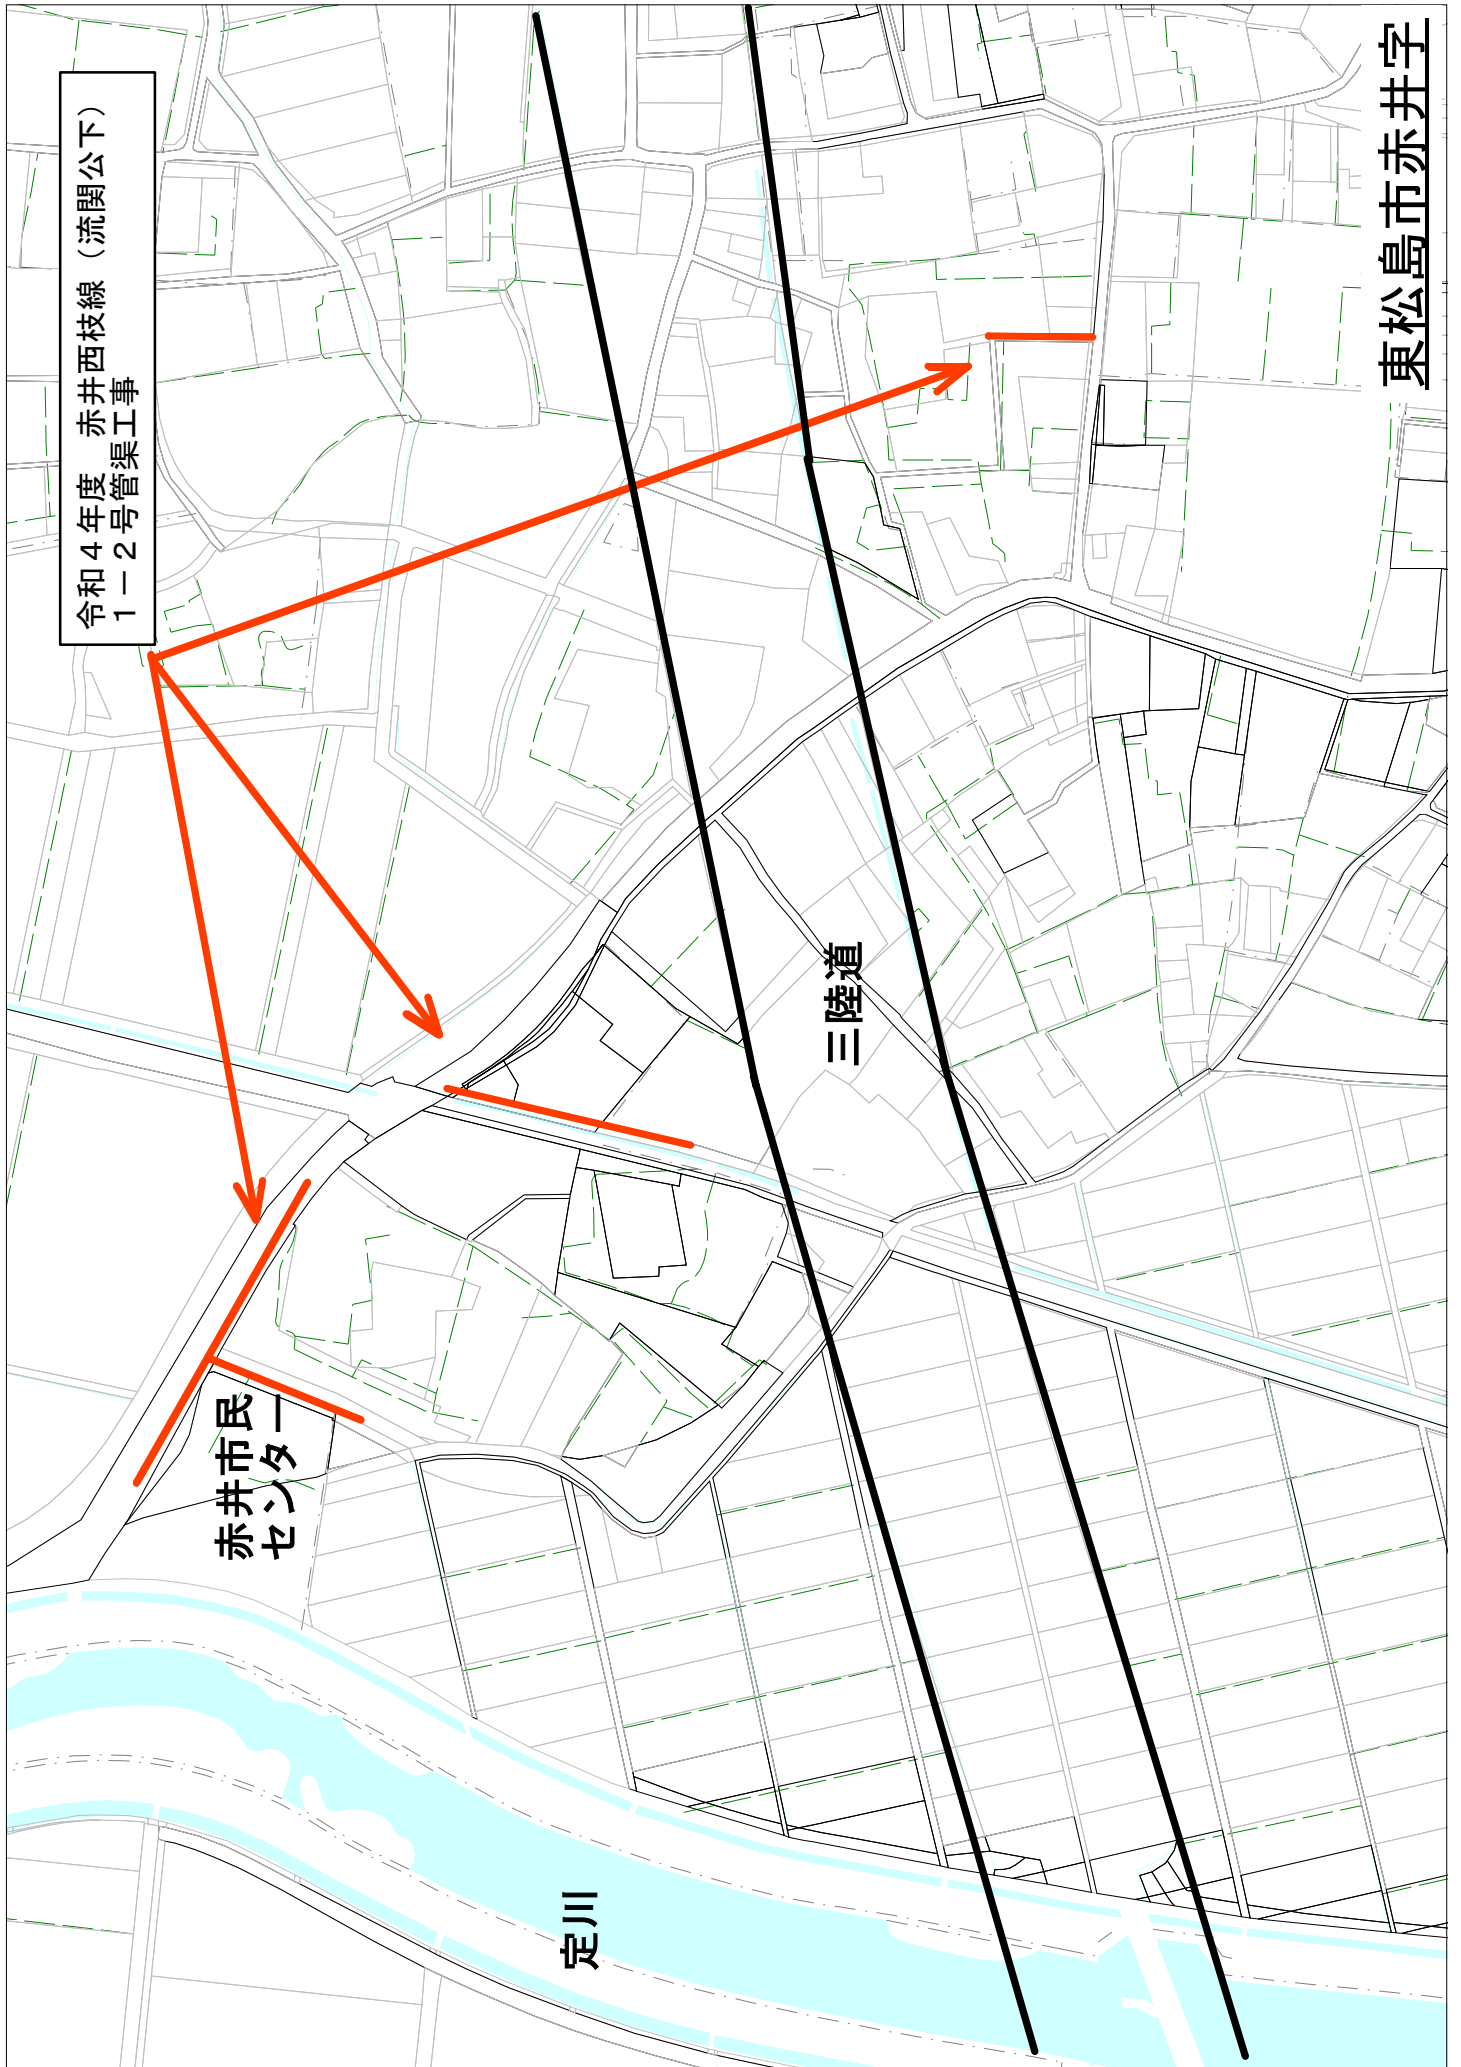 令和４年度　赤井西枝線（流関公下）
１－２号管渠工事
東松島市赤井字
三陸道
赤井市民
センター
定川